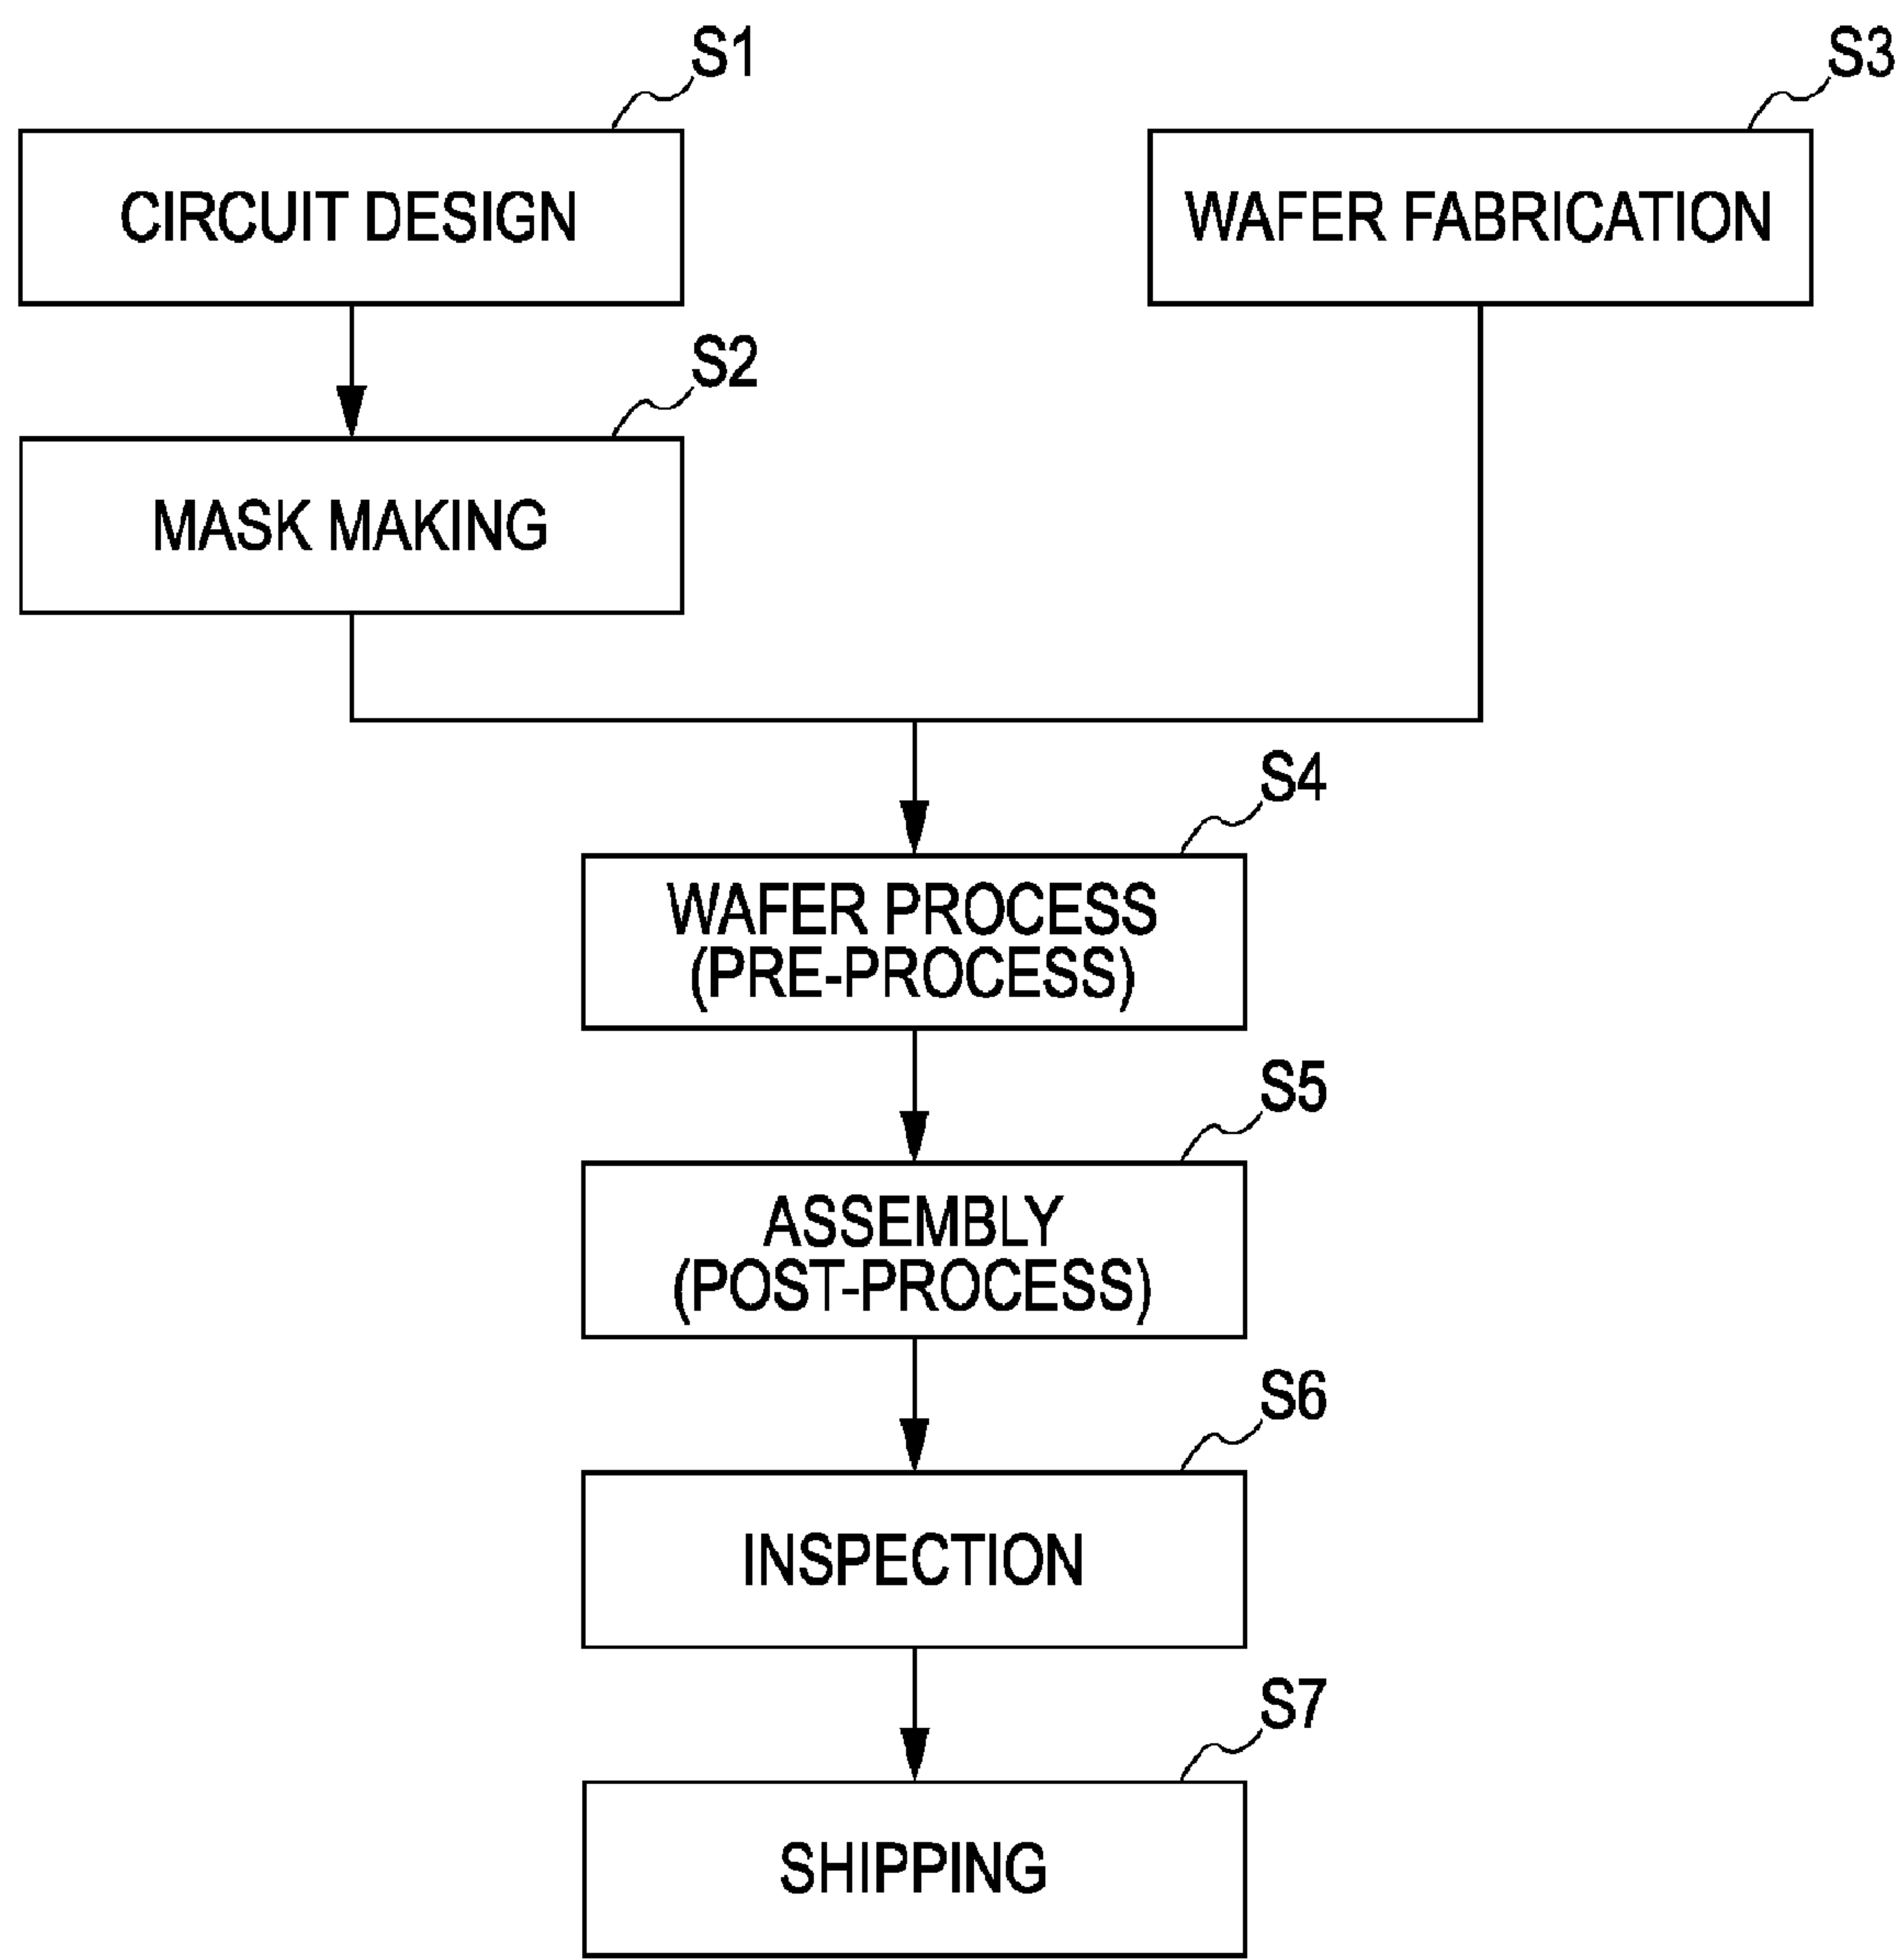 S1
CIRCUIT DESIGN
S2
MASK MAKING
S3
WAFER FABRICATION
S4
WAFER PROCESS
(PRE-PROCESS)
S5
ASSEMBLY
(POST-PROCESS)
S6
INSPECTION
S7
SHIPPING